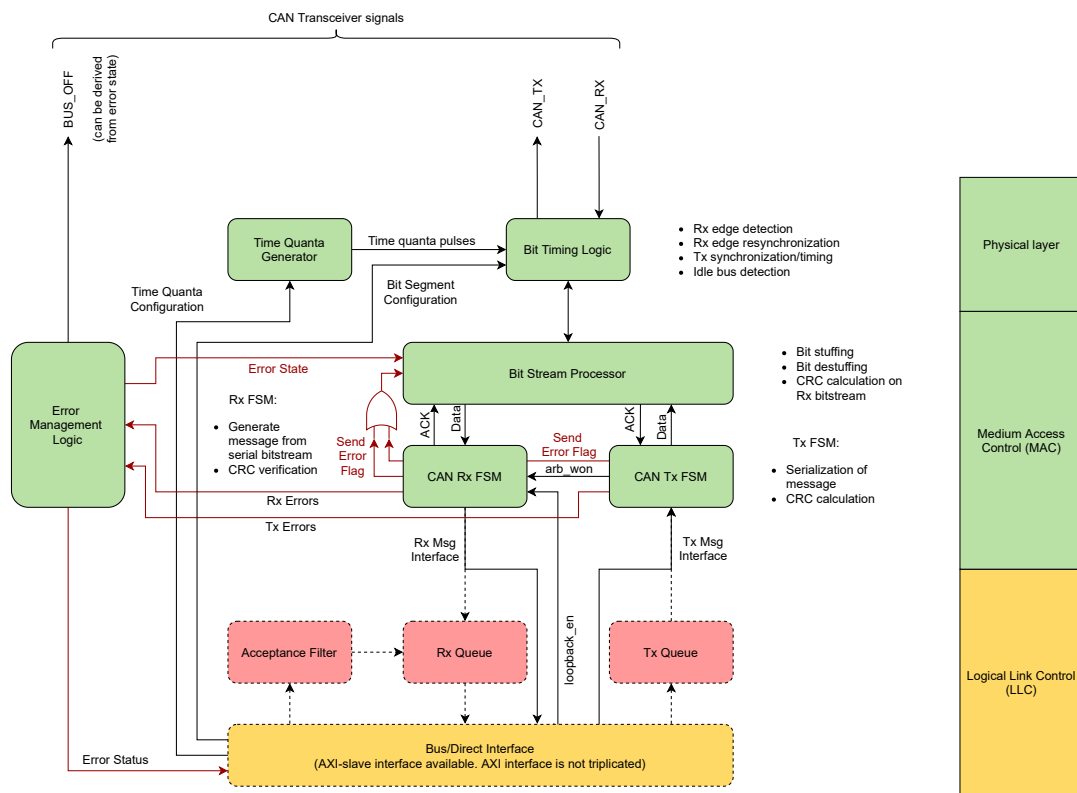 CAN Transceiver signals
BUS_OFF
(can be derived
from error state)
CAN_TX
CAN_RX
Time Quanta
Generator
Time quanta pulses
Bit Timing Logic
Rx edge detection
Rx edge resynchronization
Tx synchronization/timing
Idle bus detection
Physical layer
Time Quanta
Configuration
Bit Segment
Configuration
Error
Management
Logic
Error State
Bit Stream Processor
Bit stuffing
Bit destuffing
CRC calculation on
Rx bitstream
Rx FSM:
Generate
message from
serial bitstream
CRC verification
Send
Error
Flag
ACK
Data
ACK
Data
Send
Error Flag
CAN Rx FSM
arb_won
CAN Tx FSM
Tx FSM:
Serialization of
message
CRC calculation
Medium Access
Control (MAC)
Rx Errors
Tx Errors
Rx Msg
Interface
Tx Msg
Interface
loopback_en
Acceptance Filter
Rx Queue
Tx Queue
Logical Link Control
(LLC)
Error Status
Bus/Direct Interface
(AXI-slave interface available. AXI interface is not triplicated)